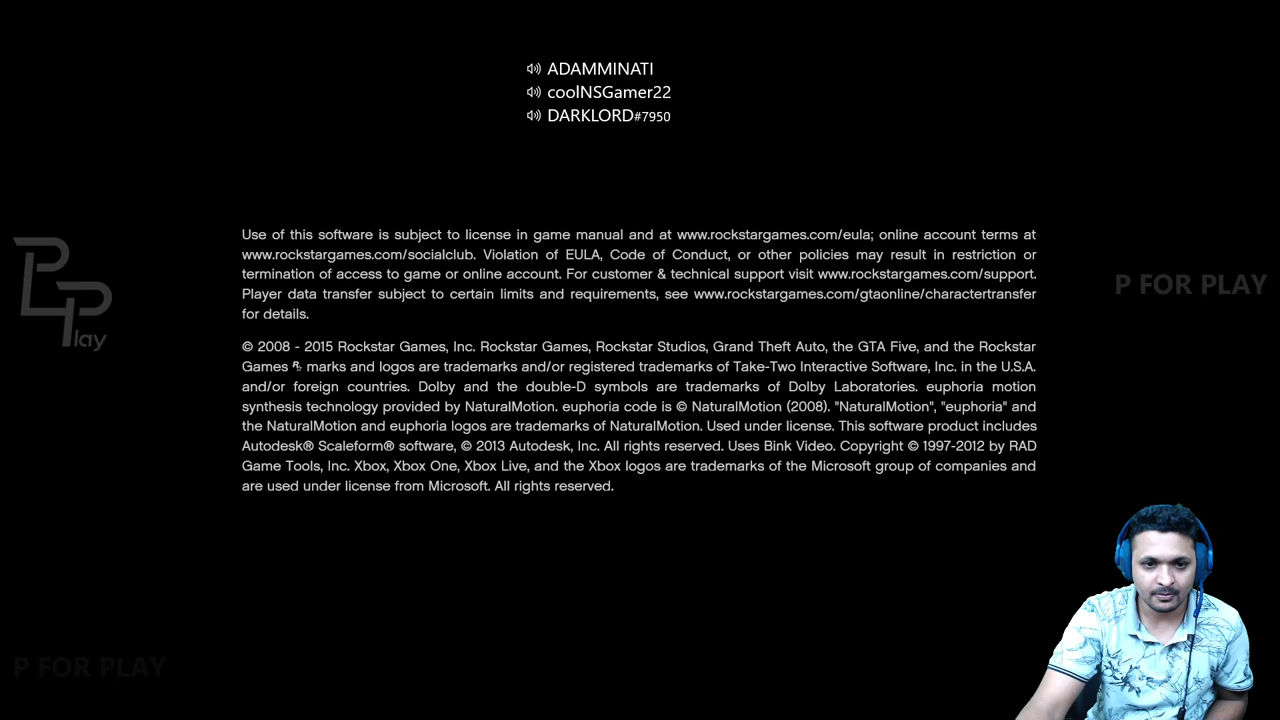 ADAMMINATI
coolNSGamer22
DARKLORD#7950
Use of this software is subject to license in game manual and at www.rockstargames.com/eula; online account terms at
www.rockstargames.com/socialclub. Violation of EULA, Code of Conduct, or other policies may result in restriction or
termination of access to game or online account. For customer & technical support visit www.rockstargames.com/support.
Player data transfer subject to certain limits and requirements, see www.rockstargames.com/gtaonline/charactertransfer
for details.
P Play
P FOR PLAY
© 2008 - 2015 Rockstar Games, Inc. Rockstar Games, Rockstar Studios, Grand Theft Auto, the GTA Five, and the Rockstar
Games R* marks and logos are trademarks and/or registered trademarks of Take-Two Interactive Software, Inc. in the U.S.A.
and/or foreign countries. Dolby and the double-D symbols are trademarks of Dolby Laboratories. euphoria motion
synthesis technology provided by NaturalMotion. euphoria code is © NaturalMotion (2008). "NaturalMotion", "euphoria" and
the NaturalMotion and euphoria logos are trademarks of NaturalMotion. Used under license. This software product includes
Autodesk® Scaleform® software, © 2013 Autodesk, Inc. All rights reserved. Uses Bink Video. Copyright © 1997-2012 by RAD
Game Tools, Inc. Xbox, Xbox One, Xbox Live, and the Xbox logos are trademarks of the Microsoft group of companies and
are used under license from Microsoft. All rights reserved.
P FOR PLAY